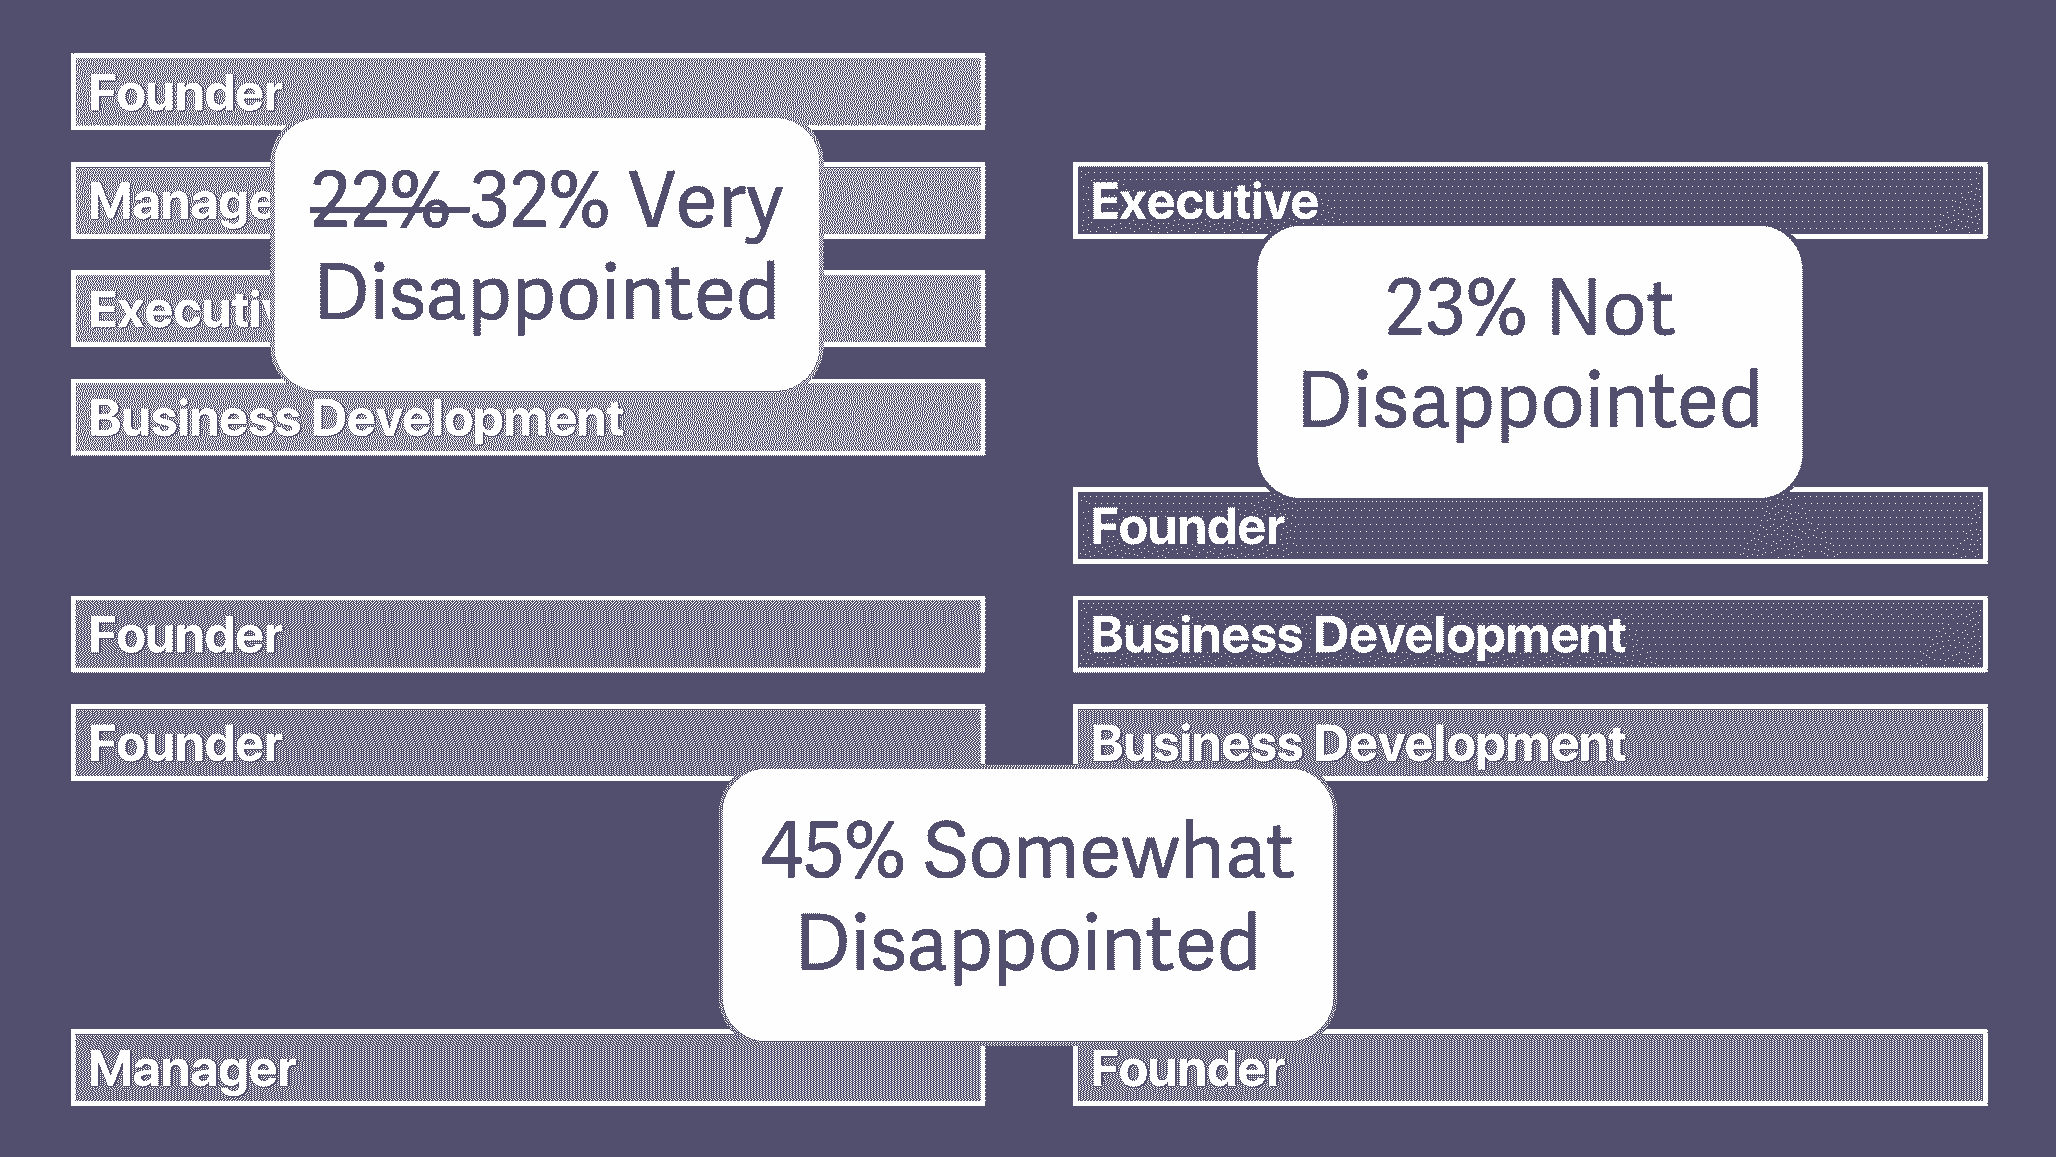 Founder
Manage
Executiv
Business Development
22% 32% Very
Disappointed
Executive
23% Not
Disappointed
Founder
Business Development
Founder
Founder
Business Development
45% Somewhat
Disappointed
Manager
Founder